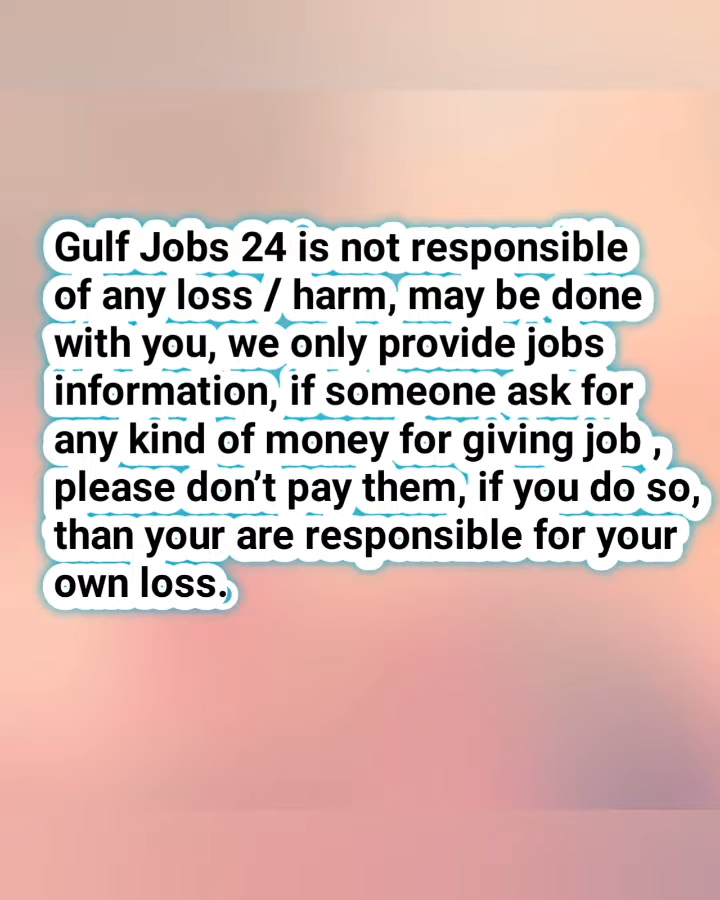 Gulf Jobs 24 is not responsible
of any loss / harm, may be done
with you, we only provide jobs
information, if someone ask for
any kind of money for giving job ,
please don’t pay them, if you do so,
than your are responsible for your
own loss.